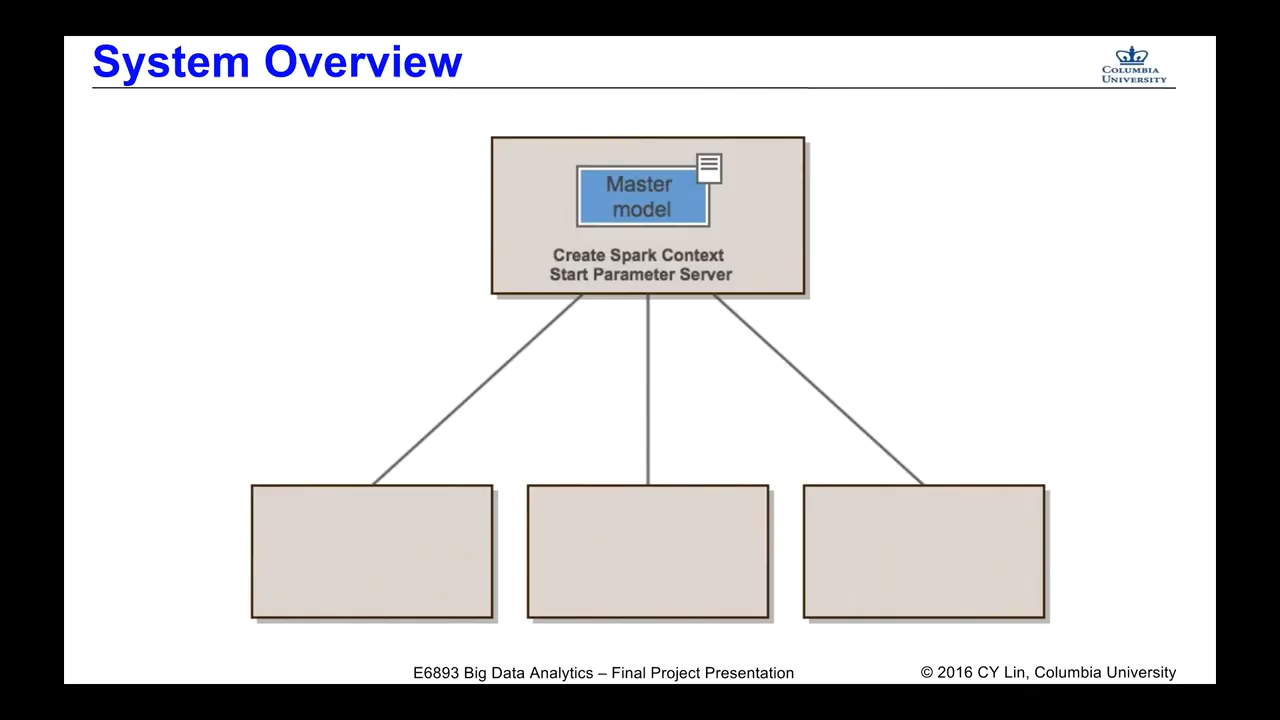 System Overview
COLUMBIA
UNIVERSITY
Master
model
Create Spark Context
Start Parameter Server
E6893 Big Data Analytics – Final Project Presentation
© 2016 CY Lin, Columbia University